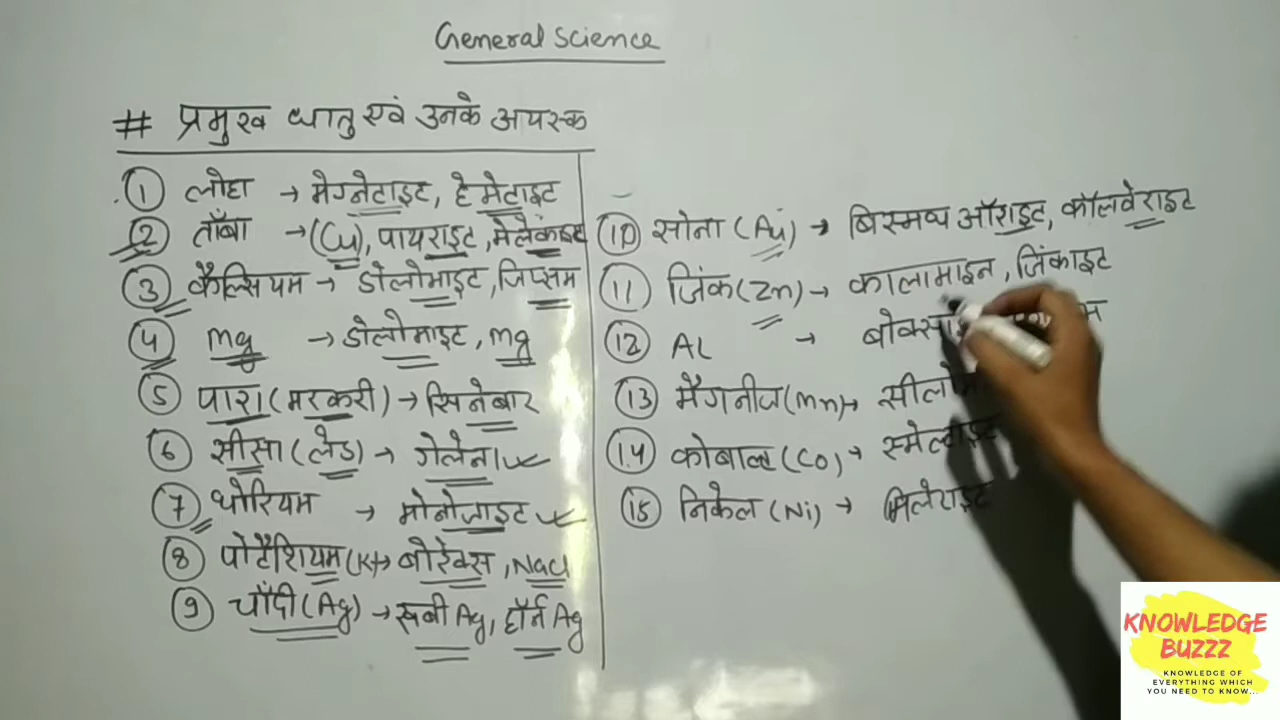 General Science
# प्रमुख धातु एवं उनके अयस्क
① लोहा → मेग्नेटाइट, हेमेटाइट
② ताँबा → (Cu), पायराइट, मेलेकाइट
③ कैल्सियम → डोलोमाइट, जिप्सम
④ Mg → डोलोमाइट, Mg
⑤ पारा (मरकरी) → सिनेबार
⑥ सीसा (लेड) → गेलेना
⑦ थोरियम → मोनोजाइट
⑧ पोटैशियम (K) → बोरेक्स, NaCl
⑨ चाँदी (Ag) → रूबी Ag, हॉर्न Ag
⑩ सोना (Au) → बिस्मथ ऑराइट, कॉलवेराइट
⑪ जिंक (Zn) → कालामाइन, जिंकाइट
⑫ AL →
⑬ मैगनीज (Mn) →
⑭ कोबाल्ट (Co) → स्मेल्टाइट
⑮ निकेल (Ni) → मिलेराइट
KNOWLEDGE
BUZZZ
KNOWLEDGE OF
EVERYTHING WHICH
YOU NEED TO KNOW...